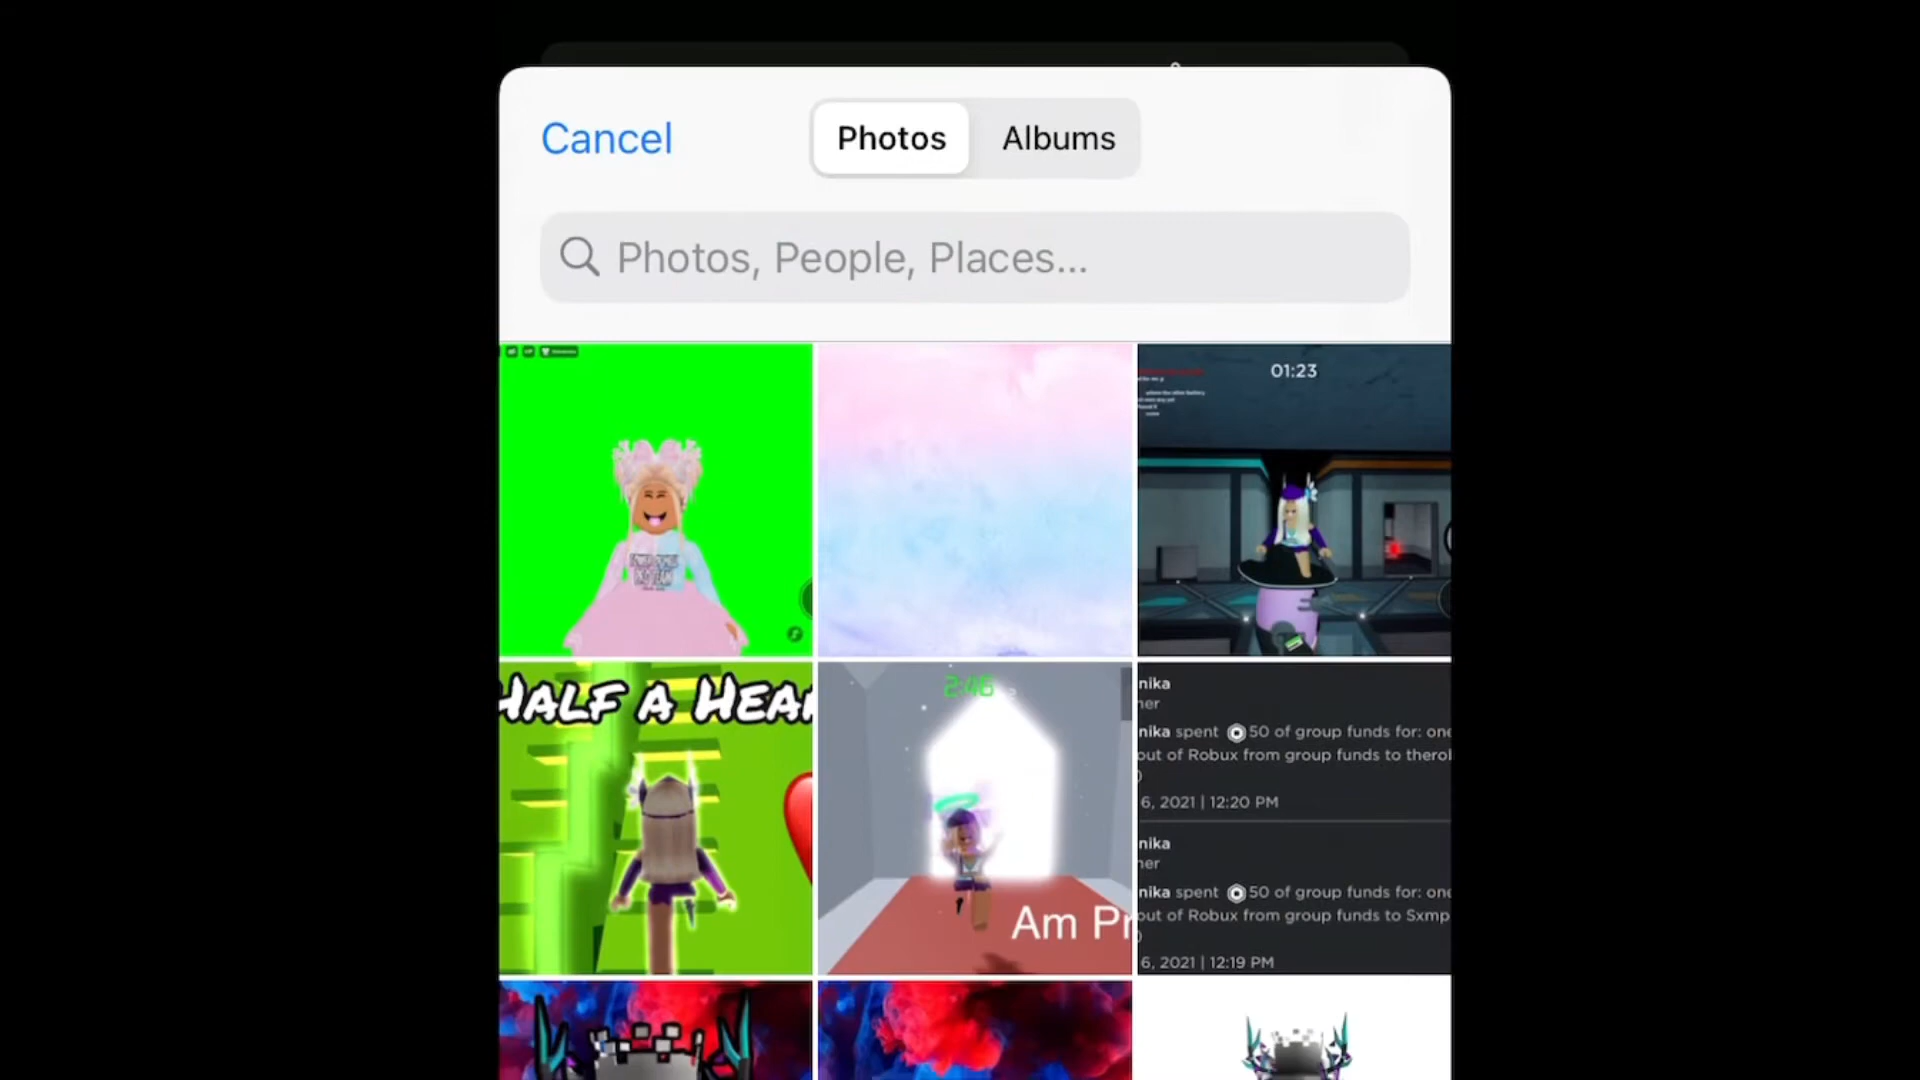 Cancel
Photos
Albums
Photos, People, Places...
01:23
HALF A HEAR
2:46
Am Pr
nika
ner
nika spent 50 of group funds for: one
out of Robux from group funds to therol
6, 2021 | 12:20 PM
nika
ner
nika spent 50 of group funds for: one
out of Robux from group funds to Sxmp
6, 2021 | 12:19 PM